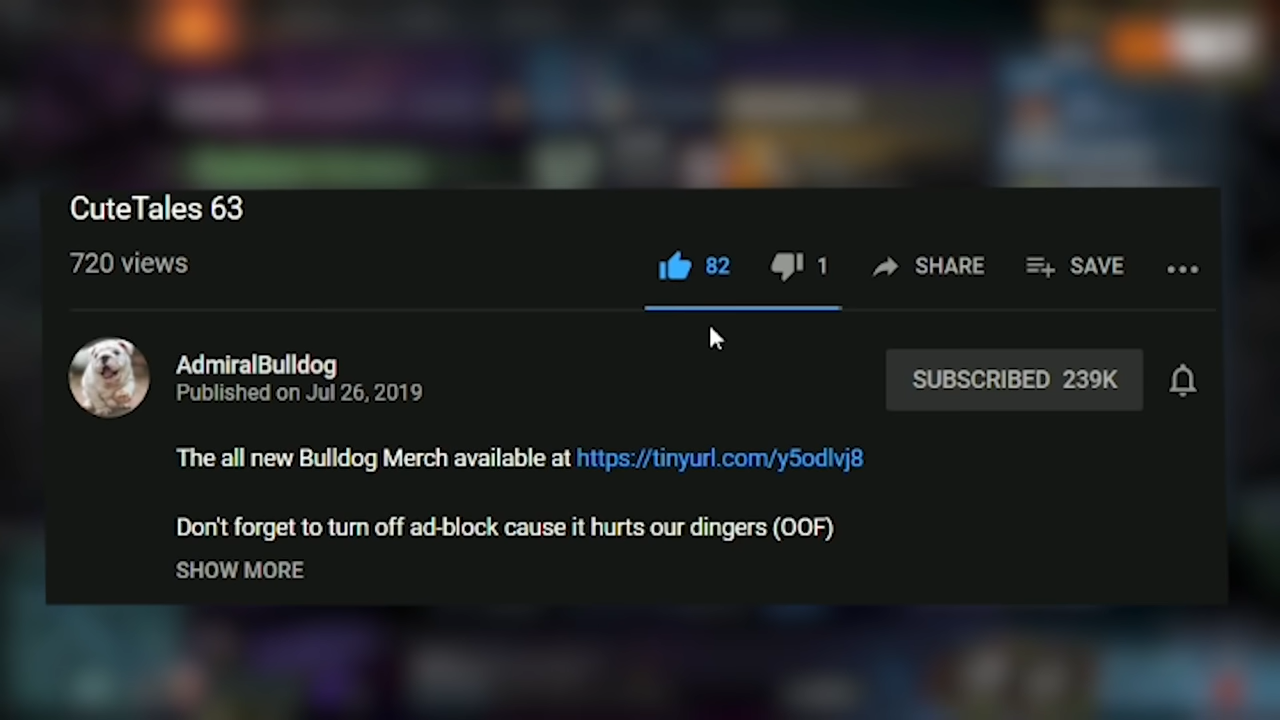 CuteTales 63
720 views
82
1
SHARE
SAVE
AdmiralBulldog
Published on Jul 26, 2019
SUBSCRIBED 239K
The all new Bulldog Merch available at https://tinyurl.com/y5odlvj8
Don't forget to turn off ad-block cause it hurts our dingers (OOF)
SHOW MORE